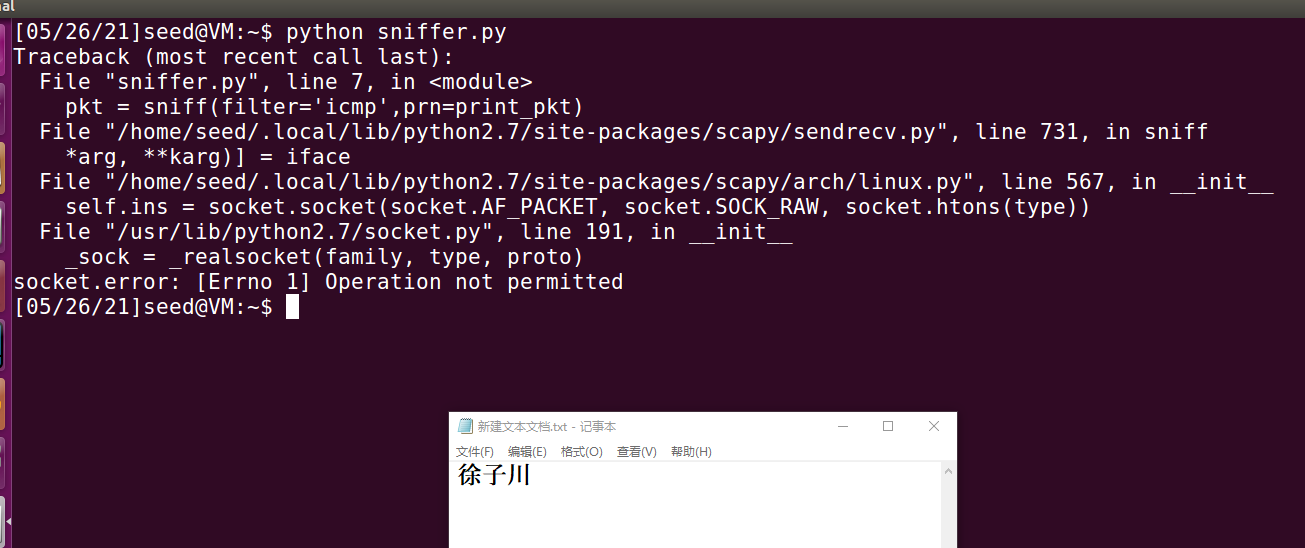 al
[05/26/21]seed@VM:~$ python sniffer.py
Traceback (most recent call last):
  File "sniffer.py", line 7, in <module>
    pkt = sniff(filter='icmp',prn=print_pkt)
  File "/home/seed/.local/lib/python2.7/site-packages/scapy/sendrecv.py", line 731, in sniff
    *arg, **karg)] = iface
  File "/home/seed/.local/lib/python2.7/site-packages/scapy/arch/linux.py", line 567, in __init__
    self.ins = socket.socket(socket.AF_PACKET, socket.SOCK_RAW, socket.htons(type))
  File "/usr/lib/python2.7/socket.py", line 191, in __init__
    _sock = _realsocket(family, type, proto)
socket.error: [Errno 1] Operation not permitted
[05/26/21]seed@VM:~$
新建文本文档.txt - 记事本
文件(F) 编辑(E) 格式(O) 查看(V) 帮助(H)
徐子川